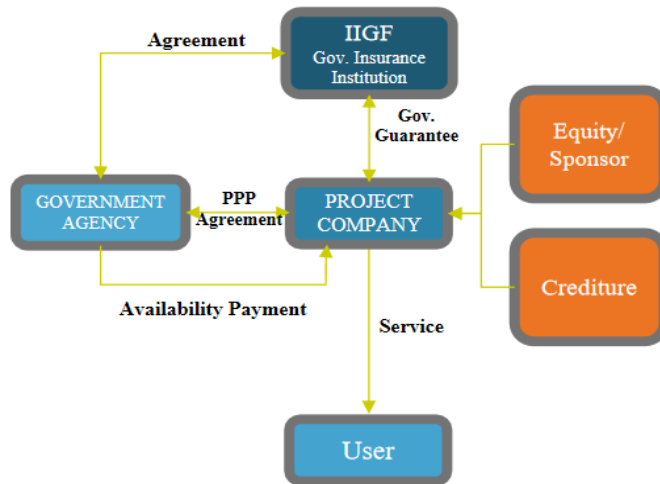 Agreement
IIGF
Gov. Insurance
Institution
Gov.
Guarantee
Equity/
Sponsor
GOVERNMENT
AGENCY
PPP
Agreement
PROJECT
COMPANY
Availability Payment
Crediture
Service
User